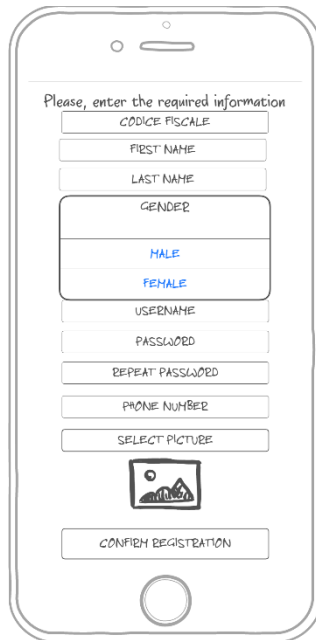 Please, enter the required information
CODICE FISCALE
FIRST NAME
LAST NAME
GENDER
MALE
FEMALE
USERNAME
PASSWORD
REPEAT PASSWORD
PHONE NUMBER
SELECT PICTURE
CONFIRM REGISTRATION